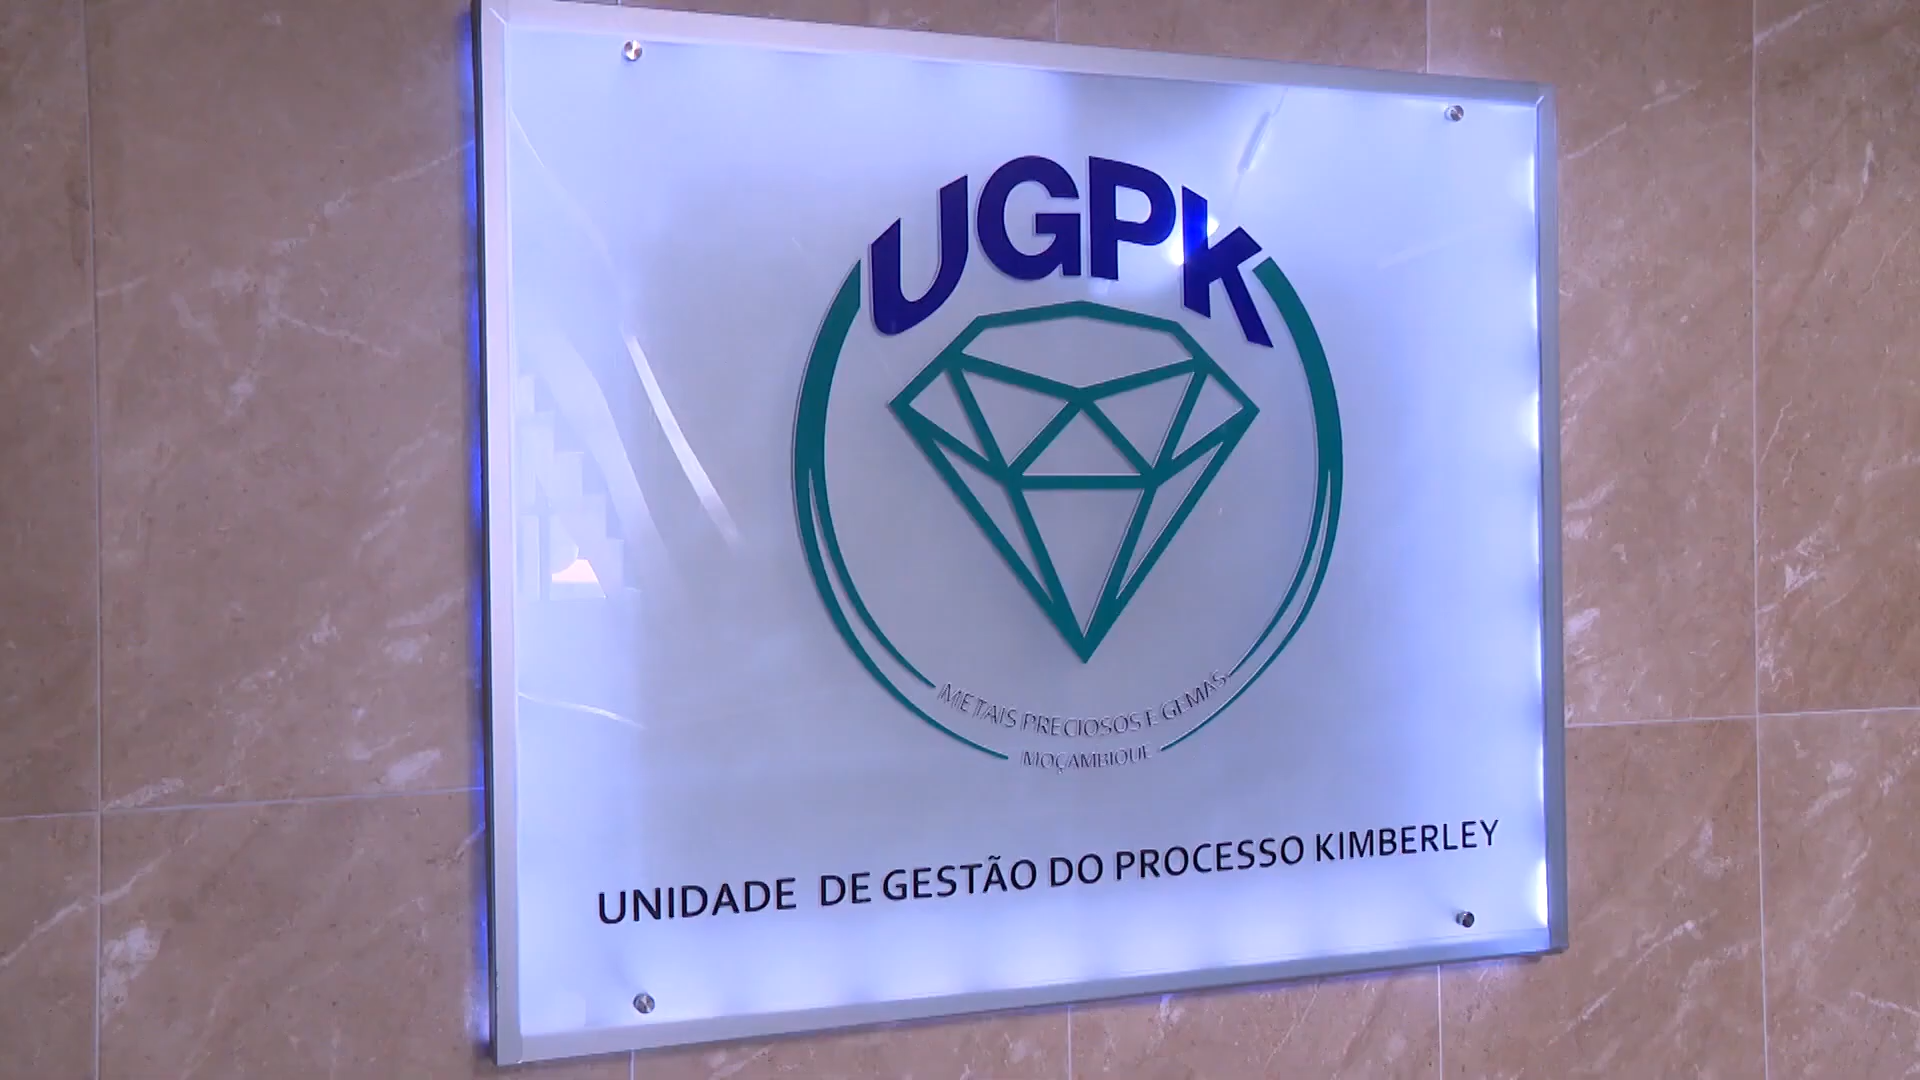 UGPK
METAIS PRECIOSOS E GEMAS
MOÇAMBIQUE
UNIDADE DE GESTÃO DO PROCESSO KIMBERLEY